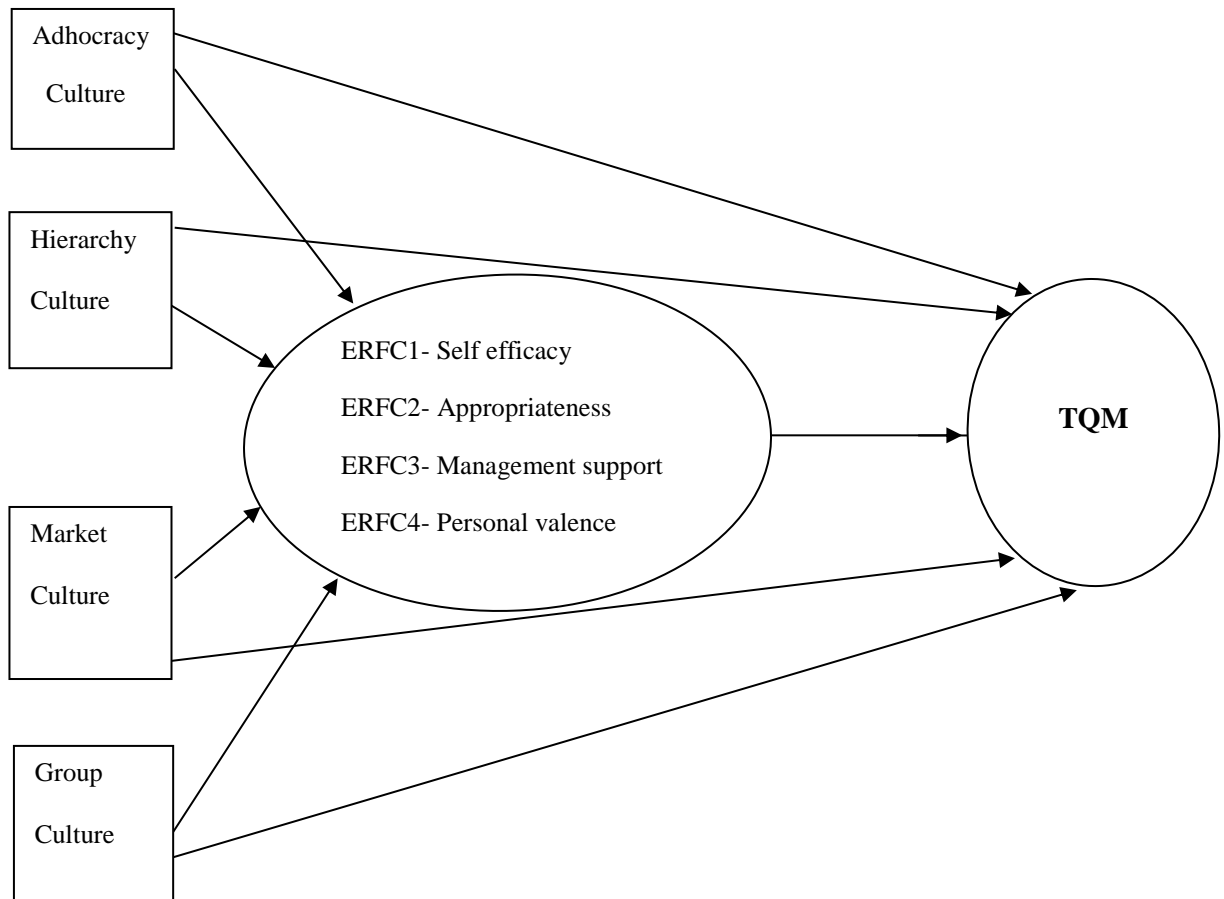 Adhocracy
Culture
Hierarchy
Culture
ERFC1- Self efficacy
ERFC2- Appropriateness
ERFC3- Management support
ERFC4- Personal valence
TQM
Market
Culture
Group
Culture